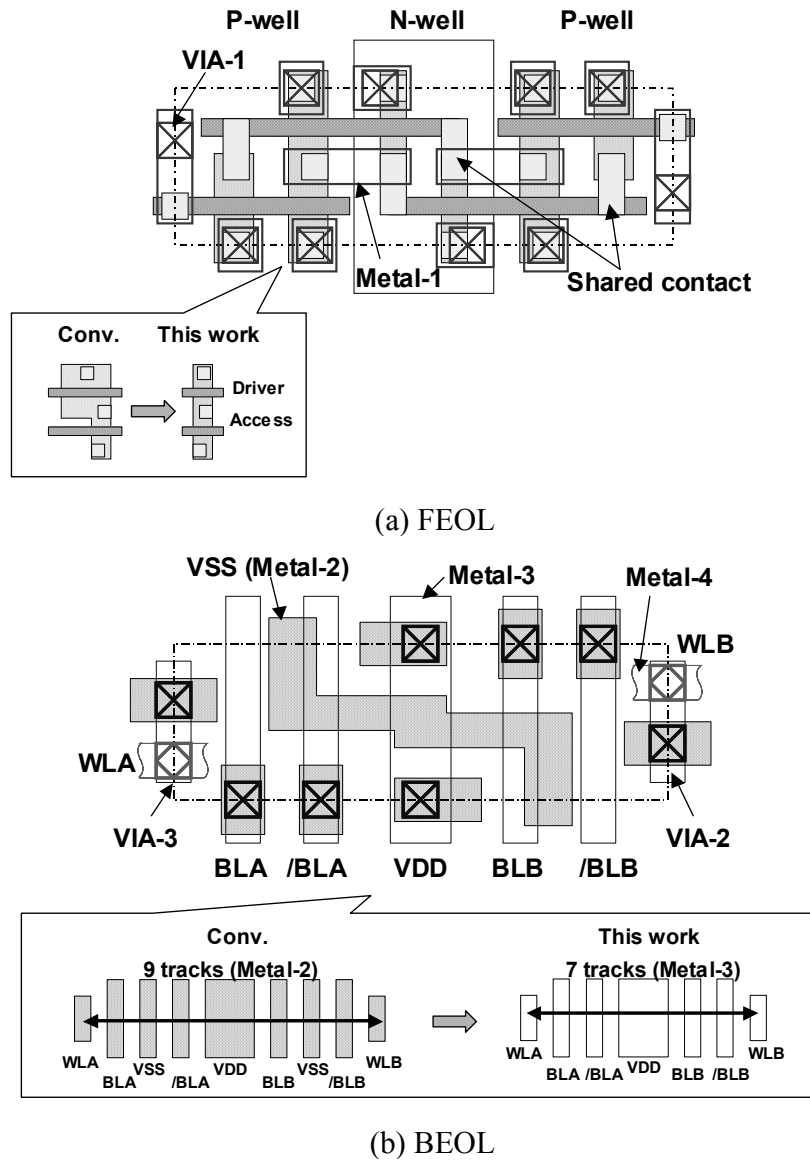 P-well N-well P-well
VIA-1
Metal-1
Shared contact
Conv. This work
Driver
Access
(a) FEOL
VSS (Metal-2)
Metal-3
Metal-4
WLB
WLA
VIA-3
VIA-2
BLA /BLA VDD BLB /BLB
Conv. This work
9 tracks (Metal-2) 7 tracks (Metal-3)
WLA BLA VSS /BLA VDD BLB VSS /BLB WLB
WLA BLA /BLA VDD BLB /BLB WLB
(b) BEOL